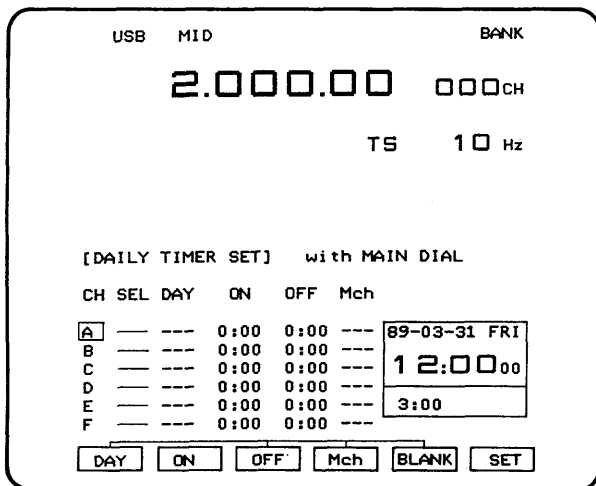 USB MID BANK
2.000.00 000CH
TS 10 Hz
[DAILY TIMER SET] with MAIN DIAL
CH SEL DAY ON OFF Mch
A —— --- 0:00 0:00 --- 89-03-31 FRI
B —— --- 0:00 0:00 ---
C —— --- 0:00 0:00 --- 12:00 00
D —— --- 0:00 0:00 ---
E —— --- 0:00 0:00 --- 3:00
F —— --- 0:00 0:00 ---
DAY ON OFF Mch BLANK SET